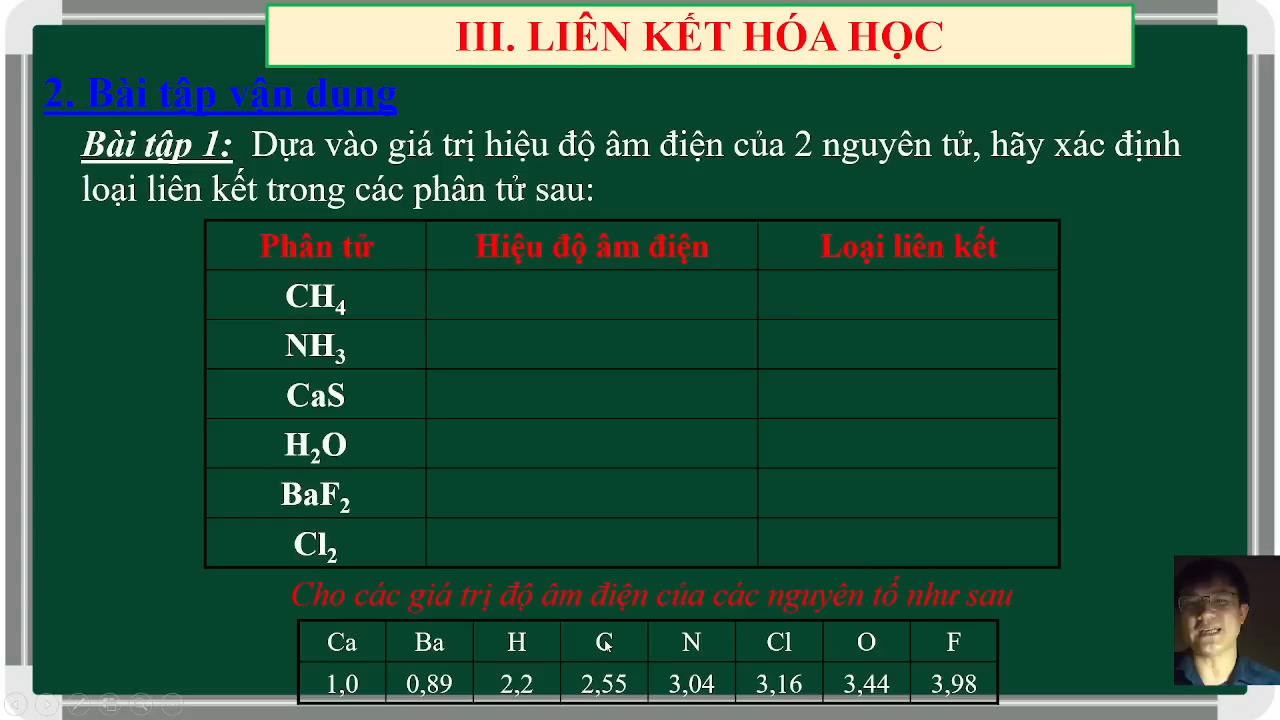 III. LIÊN KẾT HÓA HỌC
2. Bài tập vận dụng
Bài tập 1: Dựa vào giá trị hiệu độ âm điện của 2 nguyên tử, hãy xác định
loại liên kết trong các phân tử sau:
Phân tử Hiệu độ âm điện Loại liên kết
CH₄
NH₃
CaS
H₂O
BaF₂
Cl₂
Cho các giá trị độ âm điện của các nguyên tố như sau
Ca Ba H C N Cl O F
1,0 0,89 2,2 2,55 3,04 3,16 3,44 3,98